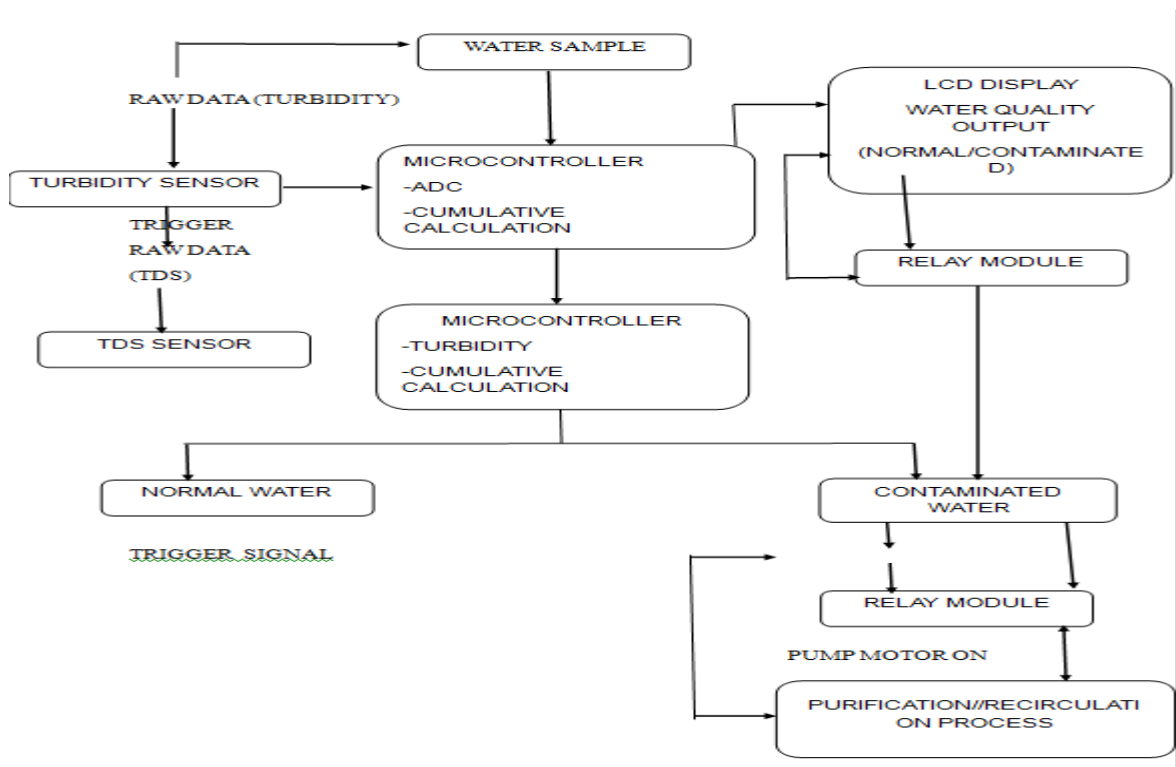 WATER SAMPLE
RAW DATA (TURBIDITY)
LCD DISPLAY
WATER QUALITY
OUTPUT
(NORMAL/CONTAMINATE
D)
MICROCONTROLLER
-ADC
-CUMULATIVE
CALCULATION
TURBIDITY SENSOR
TRIGGER
RAW DATA
(TDS)
RELAY MODULE
MICROCONTROLLER
-TURBIDITY
-CUMULATIVE
CALCULATION
TDS SENSOR
NORMAL WATER
CONTAMINATED
WATER
TRIGGER SIGNAL
RELAY MODULE
PUMP MOTOR ON
PURIFICATION//RECIRCULATI
ON PROCESS